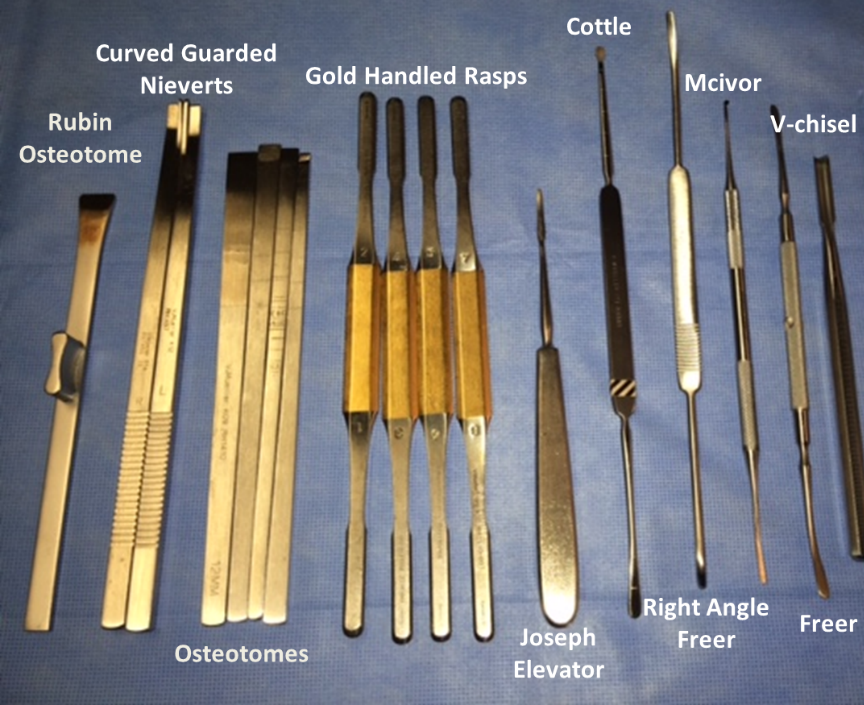 Cottle
Curved Guarded
Nieverts
Gold Handled Rasps
Mcivor
Rubin
Osteotome
V-chisel
12MM
Osteotomes
Joseph
Elevator
Right Angle
Freer
Freer